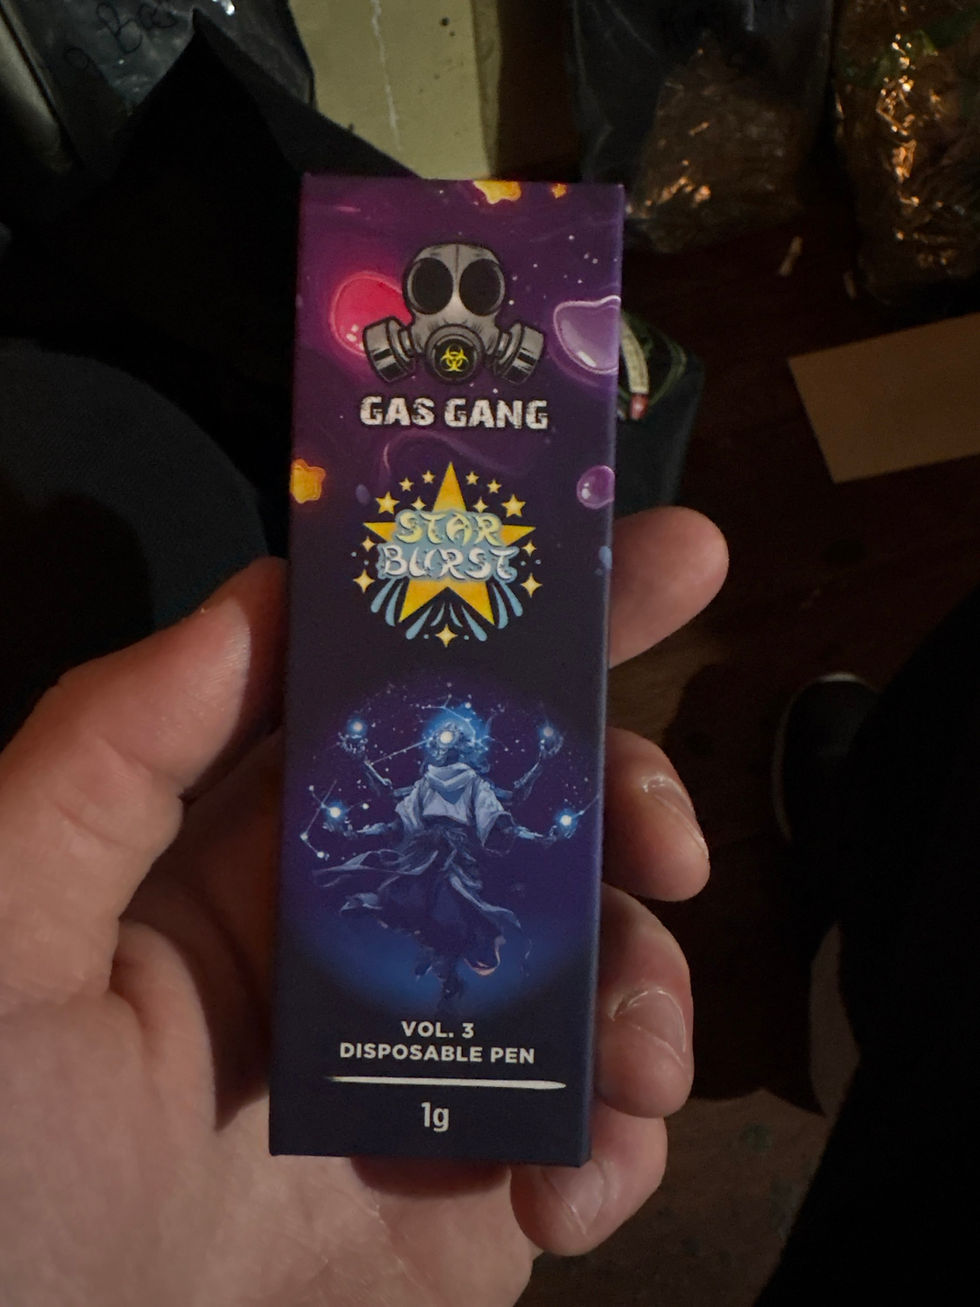 GAS GANG
STAR
BURST
VOL. 3
DISPOSABLE PEN
1g